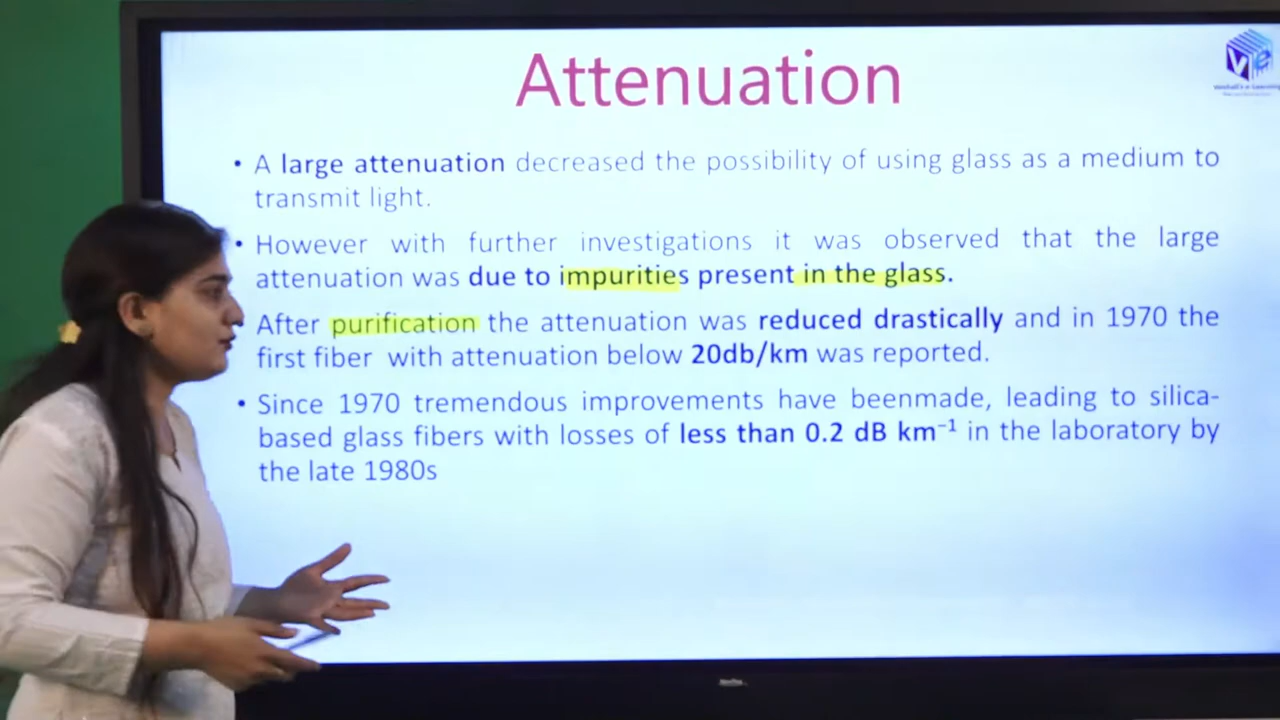 Attenuation
• A large attenuation decreased the possibility of using glass as a medium to
transmit light.
• However with further investigations it was observed that the large
attenuation was due to impurities present in the glass.
After purification the attenuation was reduced drastically and in 1970 the
first fiber with attenuation below 20db/km was reported.
• Since 1970 tremendous improvements have beenmade, leading to silica-
based glass fibers with losses of less than 0.2 dB km⁻¹ in the laboratory by
the late 1980s